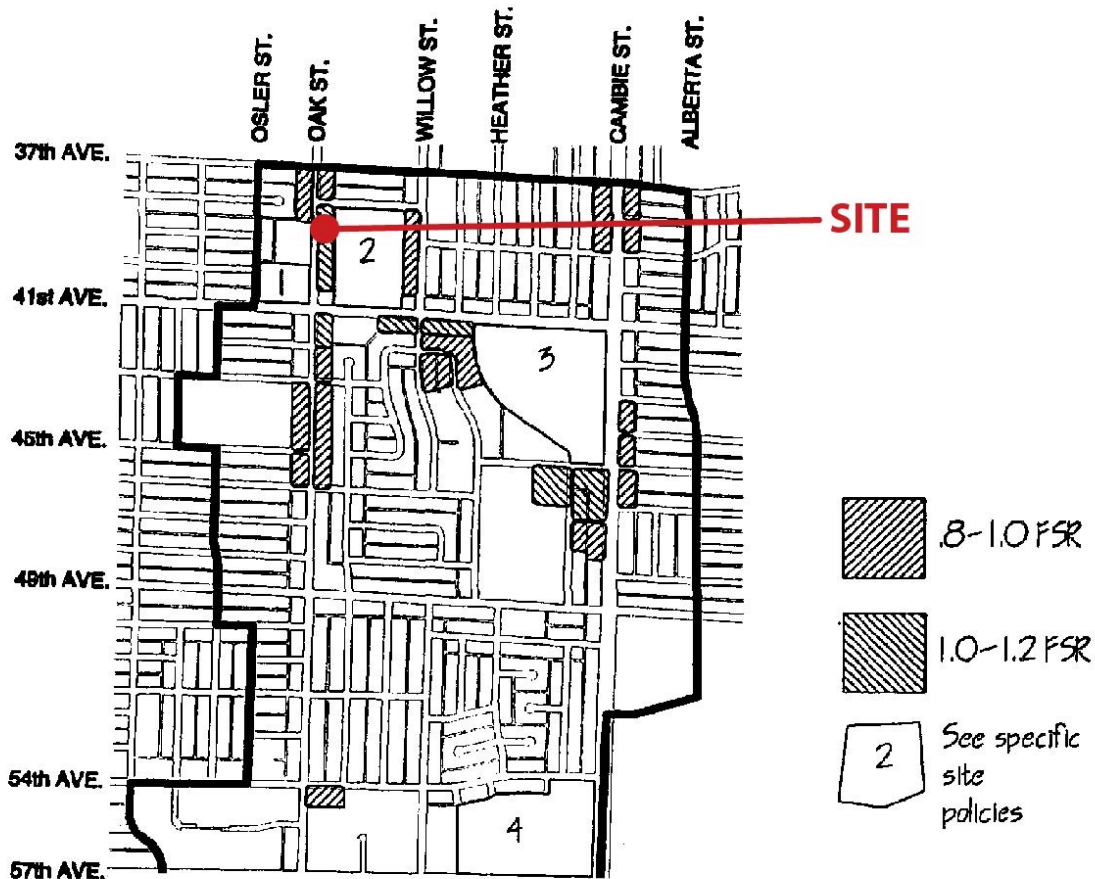 OSLER ST.
OAK ST.
WILLOW ST.
HEATHER ST.
CAMBIE ST.
ALBERTA ST.
37th AVE.
SITE
2
41st AVE.
3
45th AVE.
.8-1.0 FSR
49th AVE.
1.0-1.2 FSR
2
See specific
site
policies
54th AVE.
4
57th AVE.